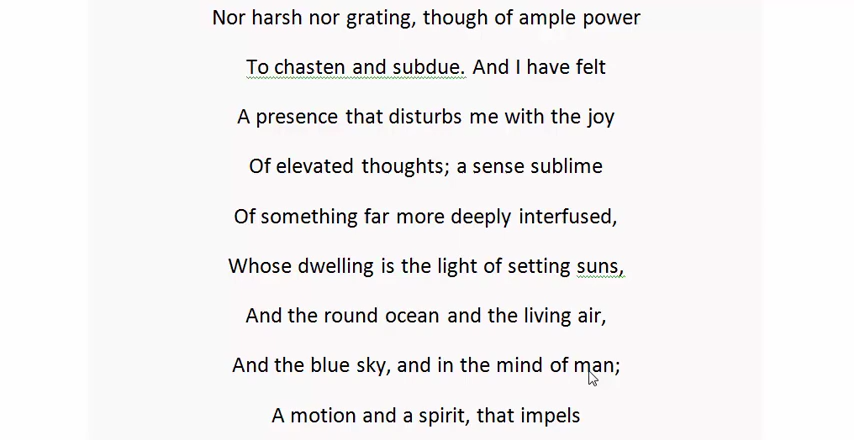 Nor harsh nor grating, though of ample power
To chasten and subdue. And I have felt
A presence that disturbs me with the joy
Of elevated thoughts; a sense sublime
Of something far more deeply interfused,
Whose dwelling is the light of setting suns,
And the round ocean and the living air,
And the blue sky, and in the mind of man;
A motion and a spirit, that impels